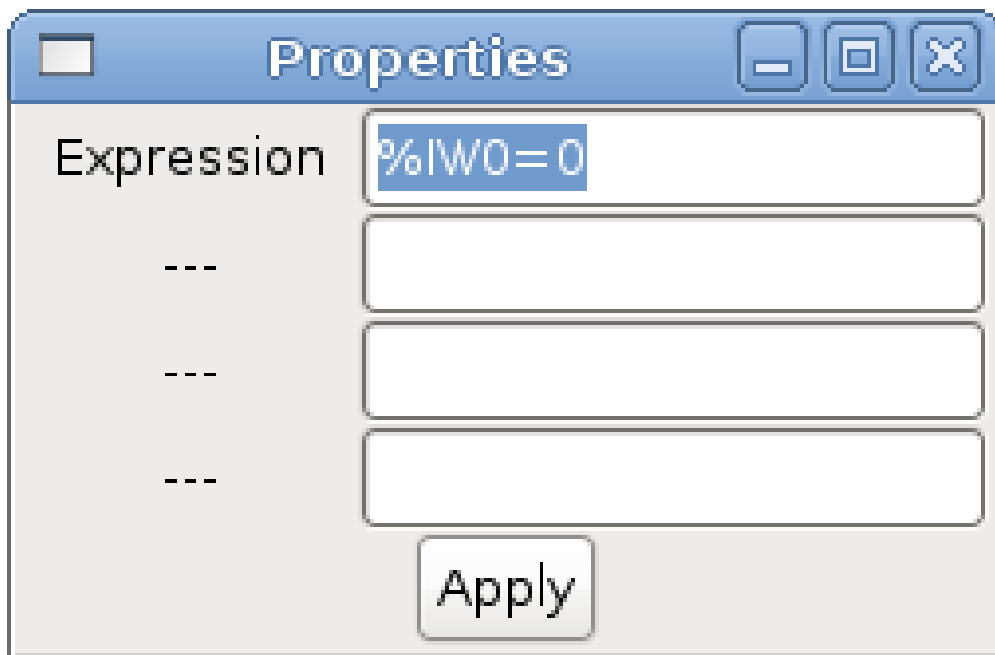 Properties
Expression %IW0=0
---
---
---
Apply